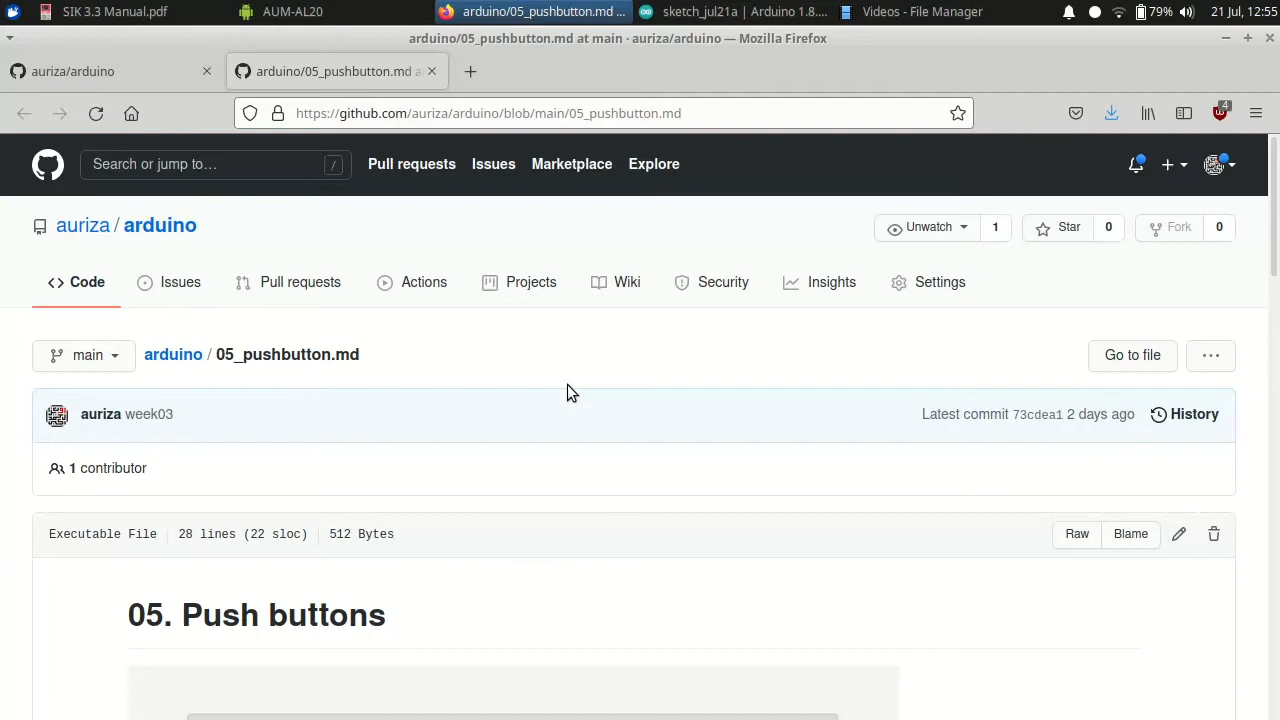 SIK 3.3 Manual.pdf AUM-AL20 arduino/05_pushbutton.md ... sketch_jul21a | Arduino 1.8.... Videos - File Manager 79% 21 Jul, 12:55
arduino/05_pushbutton.md at main · auriza/arduino — Mozilla Firefox
auriza/arduino arduino/05_pushbutton.md a
https://github.com/auriza/arduino/blob/main/05_pushbutton.md 4
Search or jump to… / Pull requests Issues Marketplace Explore
auriza / arduino Unwatch 1 Star 0 Fork 0
Code Issues Pull requests Actions Projects Wiki Security Insights Settings
main arduino / 05_pushbutton.md Go to file ...
auriza week03 Latest commit 73cdea1 2 days ago History
1 contributor
Executable File 28 lines (22 sloc) 512 Bytes Raw Blame
05. Push buttons